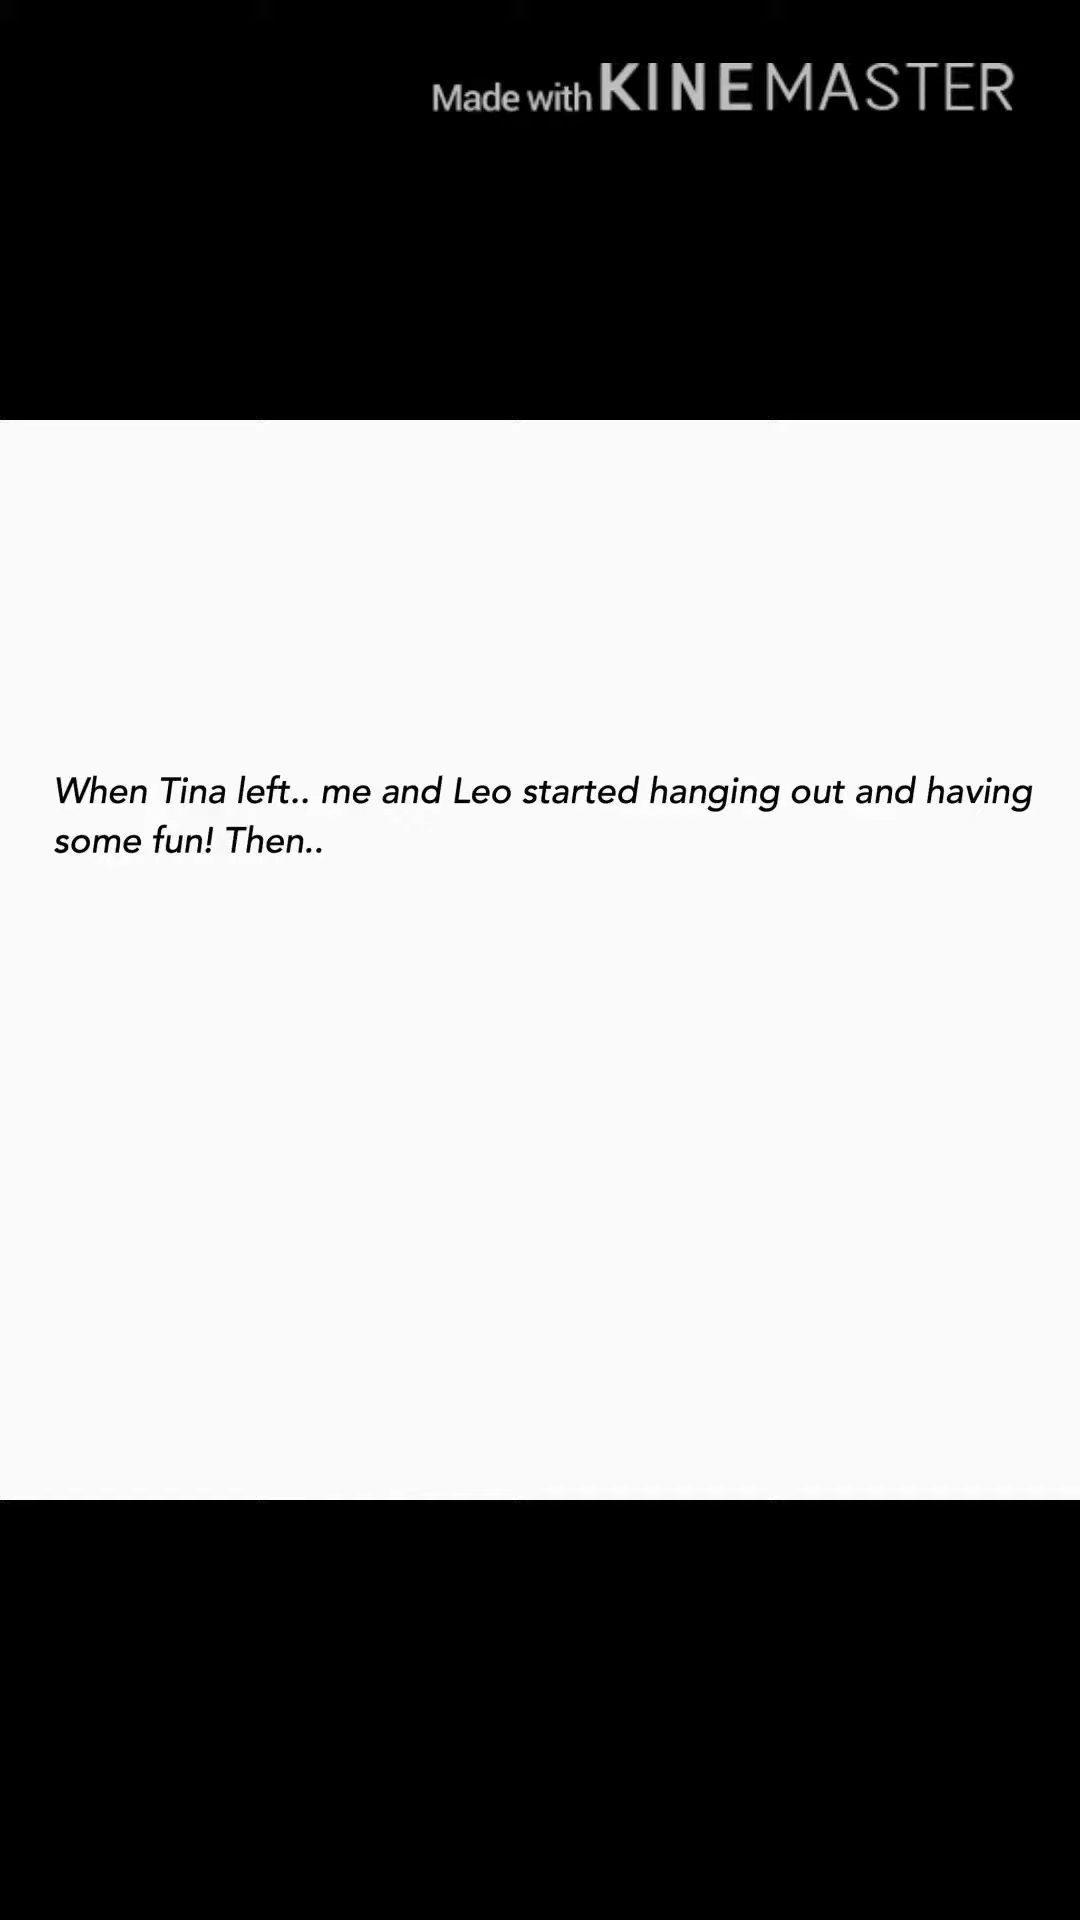 Made with KINEMASTER
When Tina left.. me and Leo started hanging out and having
some fun! Then..